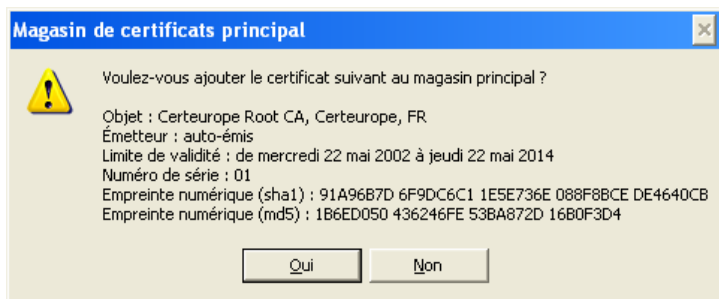 Magasin de certificats principal
Voulez-vous ajouter le certificat suivant au magasin principal ?
Objet : Certeurope Root CA, Certeurope, FR
Émetteur : auto-émis
Limite de validité : de mercredi 22 mai 2002 à jeudi 22 mai 2014
Numéro de série : 01
Empreinte numérique (sha1) : 91A96B7D 6F9DC6C1 1E5E736E 088F8BCE DE4640CB
Empreinte numérique (md5) : 1B6ED050 436246FE 53BA872D 16B0F3D4
Oui Non